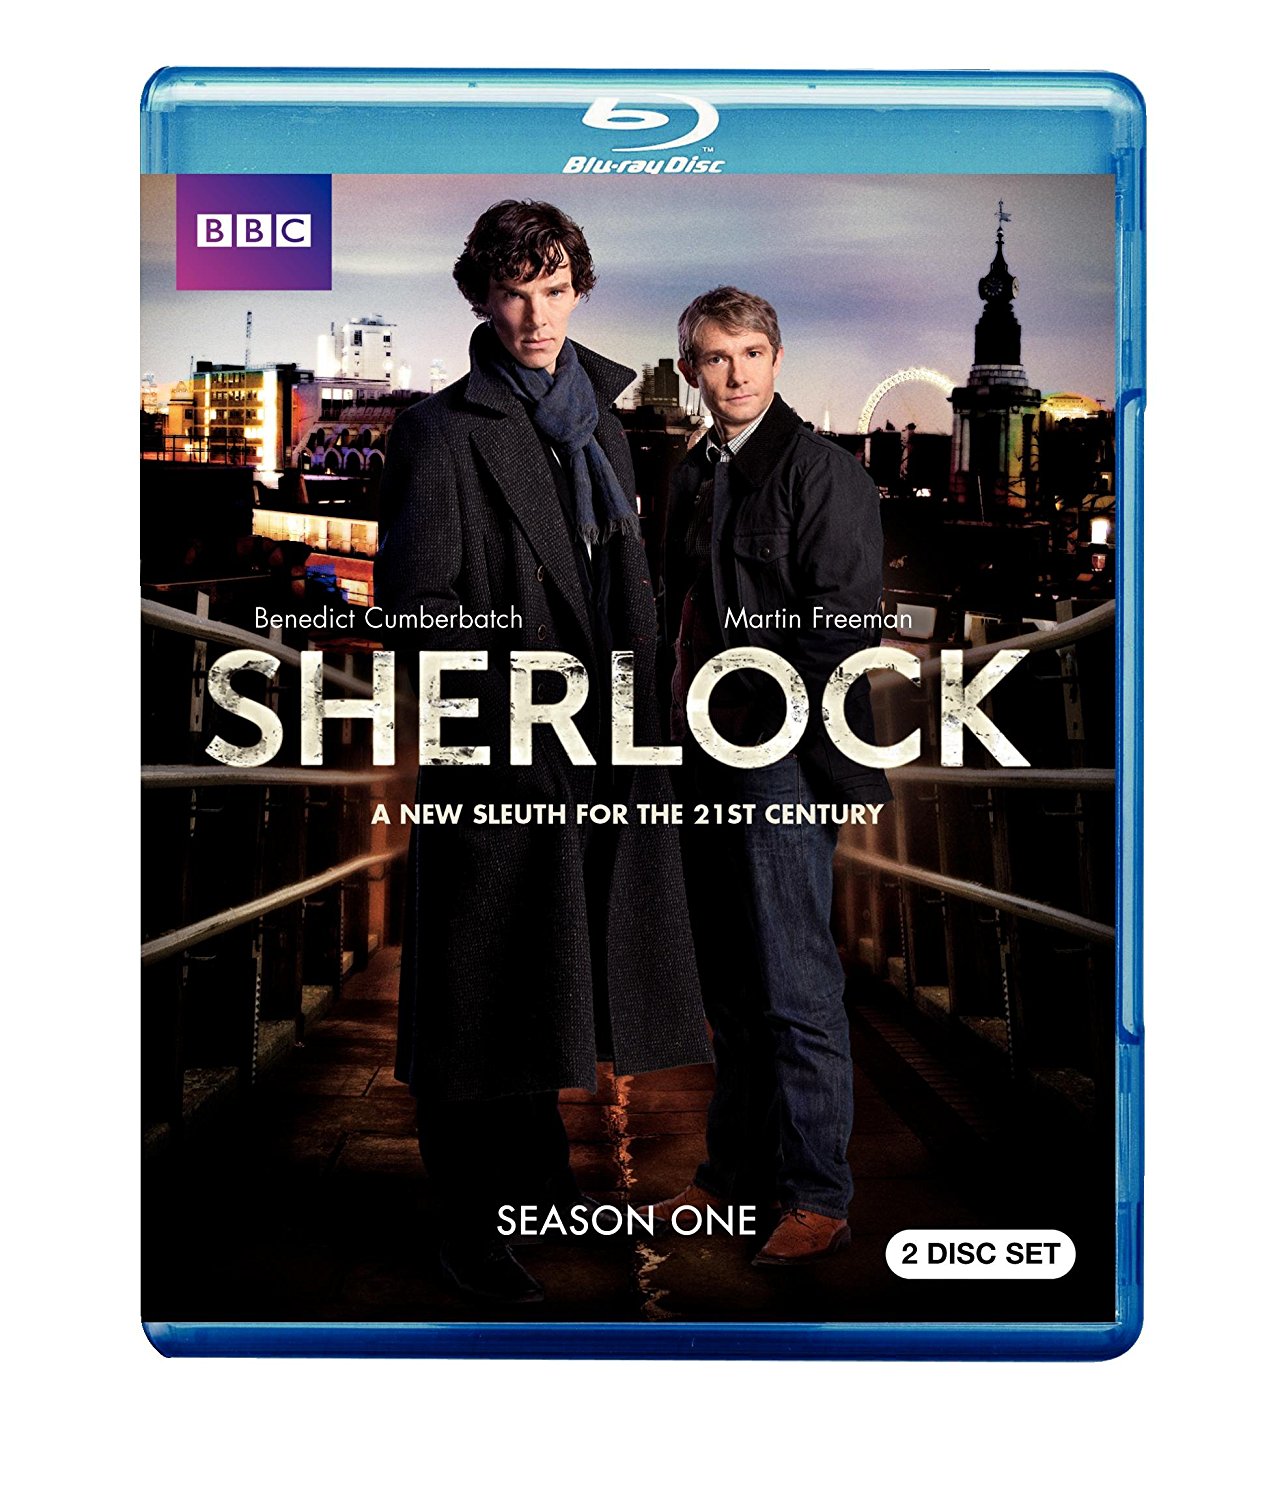 Blu-ray Disc™
BBC
Benedict Cumberbatch Martin Freeman
SHERLOCK
A NEW SLEUTH FOR THE 21ST CENTURY
SEASON ONE
2 DISC SET